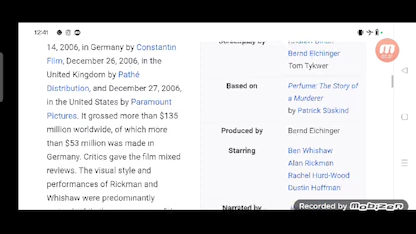 12:41
14, 2006, in Germany by Constantin
Film, December 26, 2006, in the
United Kingdom by Pathé
Distribution, and December 27, 2006,
in the United States by Paramount
Pictures. It grossed more than $135
million worldwide, of which more
than $53 million was made in
Germany. Critics gave the film mixed
reviews. The visual style and
performances of Rickman and
Whishaw were predominantly
Bernd Eichinger
Tom Tykwer
Based on
Perfume: The Story of
a Murderer
by Patrick Süskind
Produced by
Bernd Eichinger
Starring
Ben Whishaw
Alan Rickman
Rachel Hurd-Wood
Dustin Hoffman
Narrated by
Recorded by Mobizen